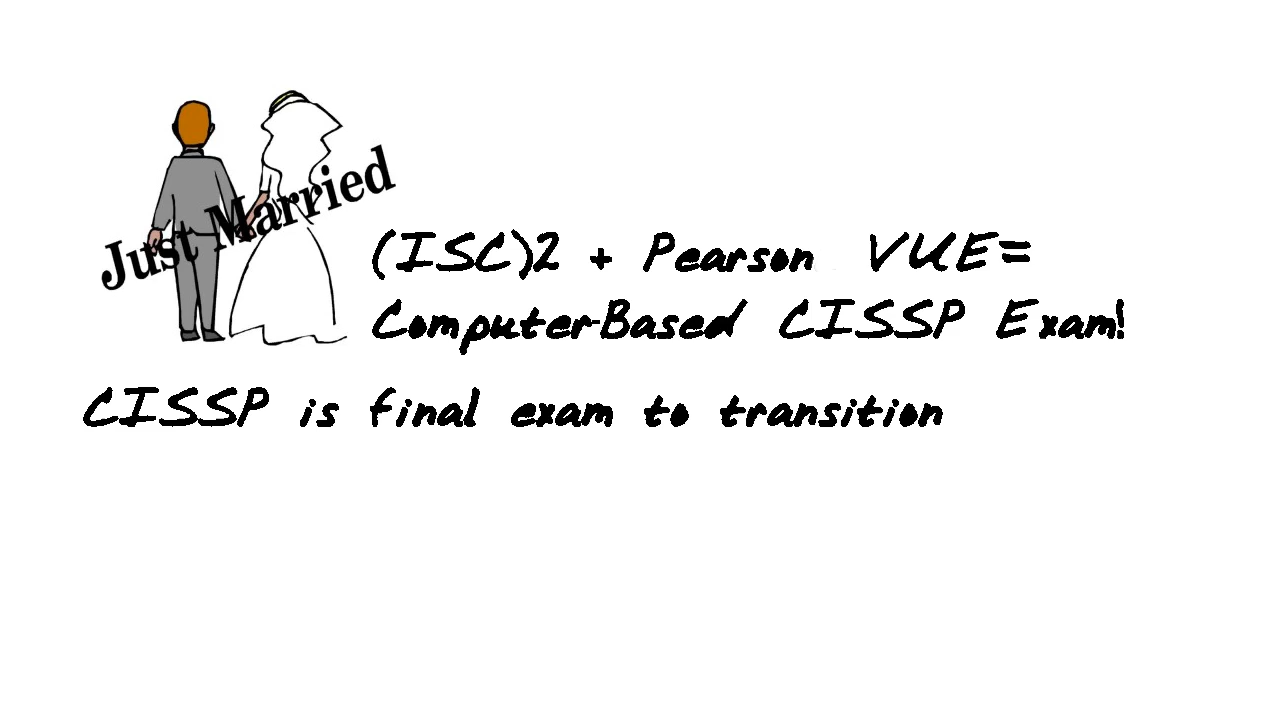 Just Married
(ISC)2 + Pearson VUE=
Computer-Based CISSP Exam!
CISSP is final exam to transition